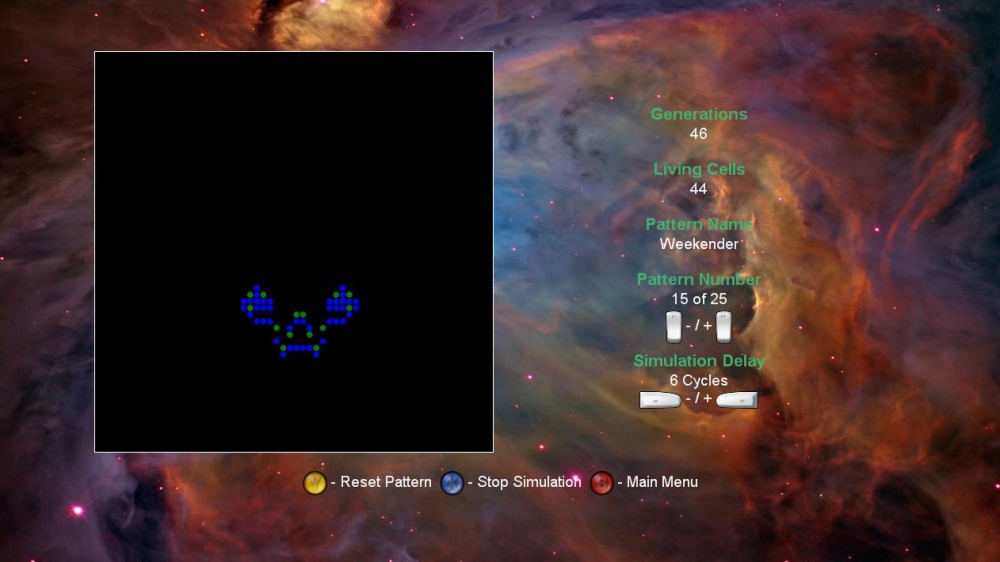 Generations
46
Living Cells
44
Pattern Name
Weekender
Pattern Number
15 of 25
- / +
Simulation Delay
6 Cycles
- / +
- Reset Pattern - Stop Simulation - Main Menu